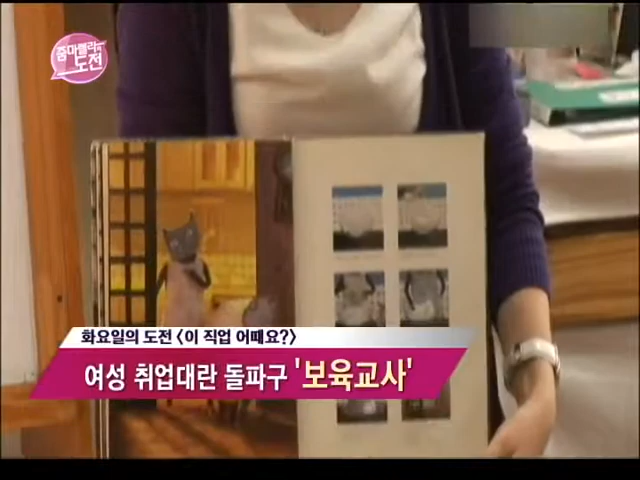 줌마렐라의
도전
화요일의 도전 <이 직업 어때요?>
여성 취업대란 돌파구 '보육교사'